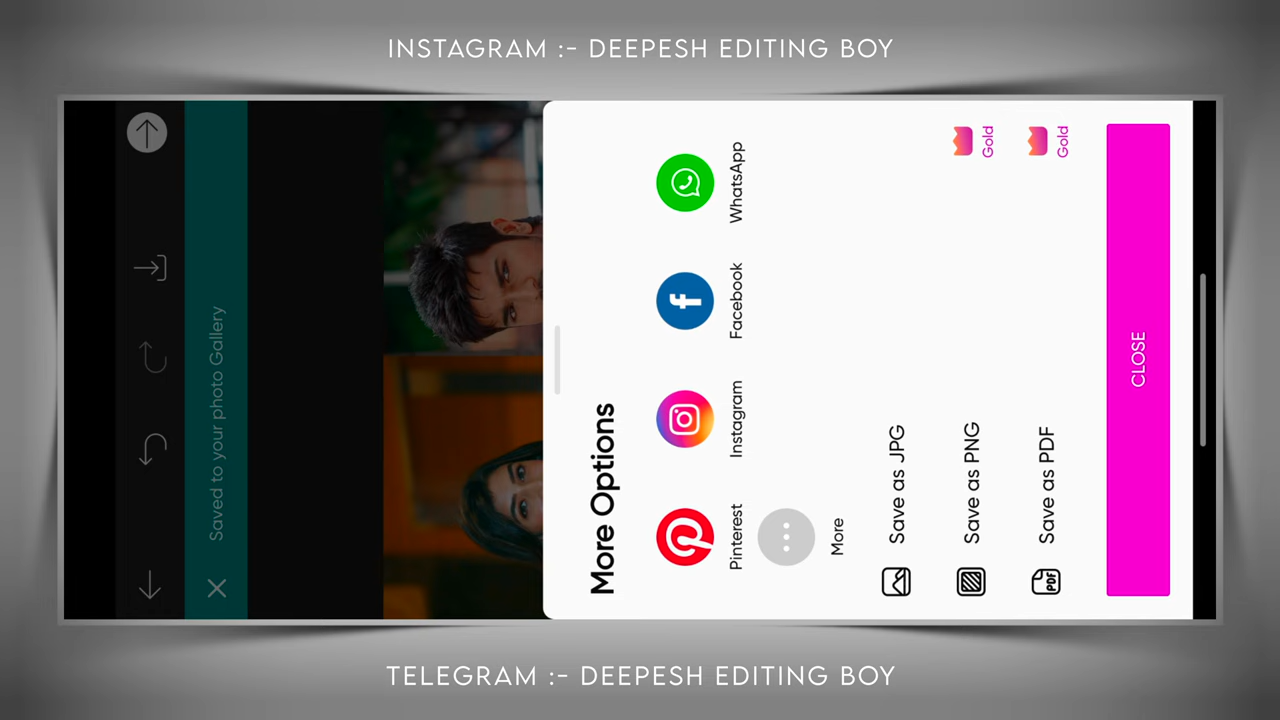 INSTAGRAM :- DEEPESH EDITING BOY
Saved to your photo Gallery
More Options
Pinterest
Instagram
Facebook
WhatsApp
More
Save as JPG
Save as PNG
Gold
Save as PDF
PDF
Gold
CLOSE
TELEGRAM :- DEEPESH EDITING BOY